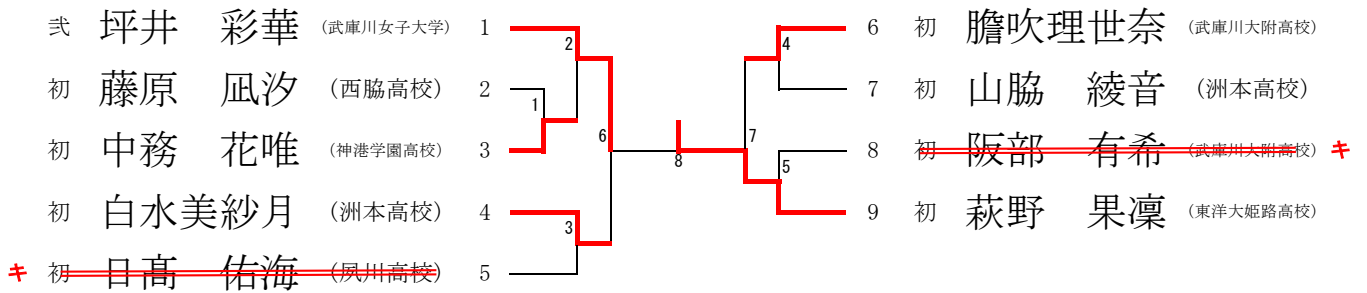 弐 坪井 彩華 (武庫川女子大学) 1
初 藤原 凪汐 (西脇高校) 2
初 中務 花唯 (神港学園高校) 3
初 白水美紗月 (洲本高校) 4
キ 初 日髙 佑海 (夙川高校) 5
2
1
6
3
8
4
7
5
6 初 膽吹理世奈 (武庫川大附高校)
7 初 山脇 綾音 (洲本高校)
8 初 阪部 有希 (武庫川大附高校) キ
9 初 萩野 果凜 (東洋大姫路高校)